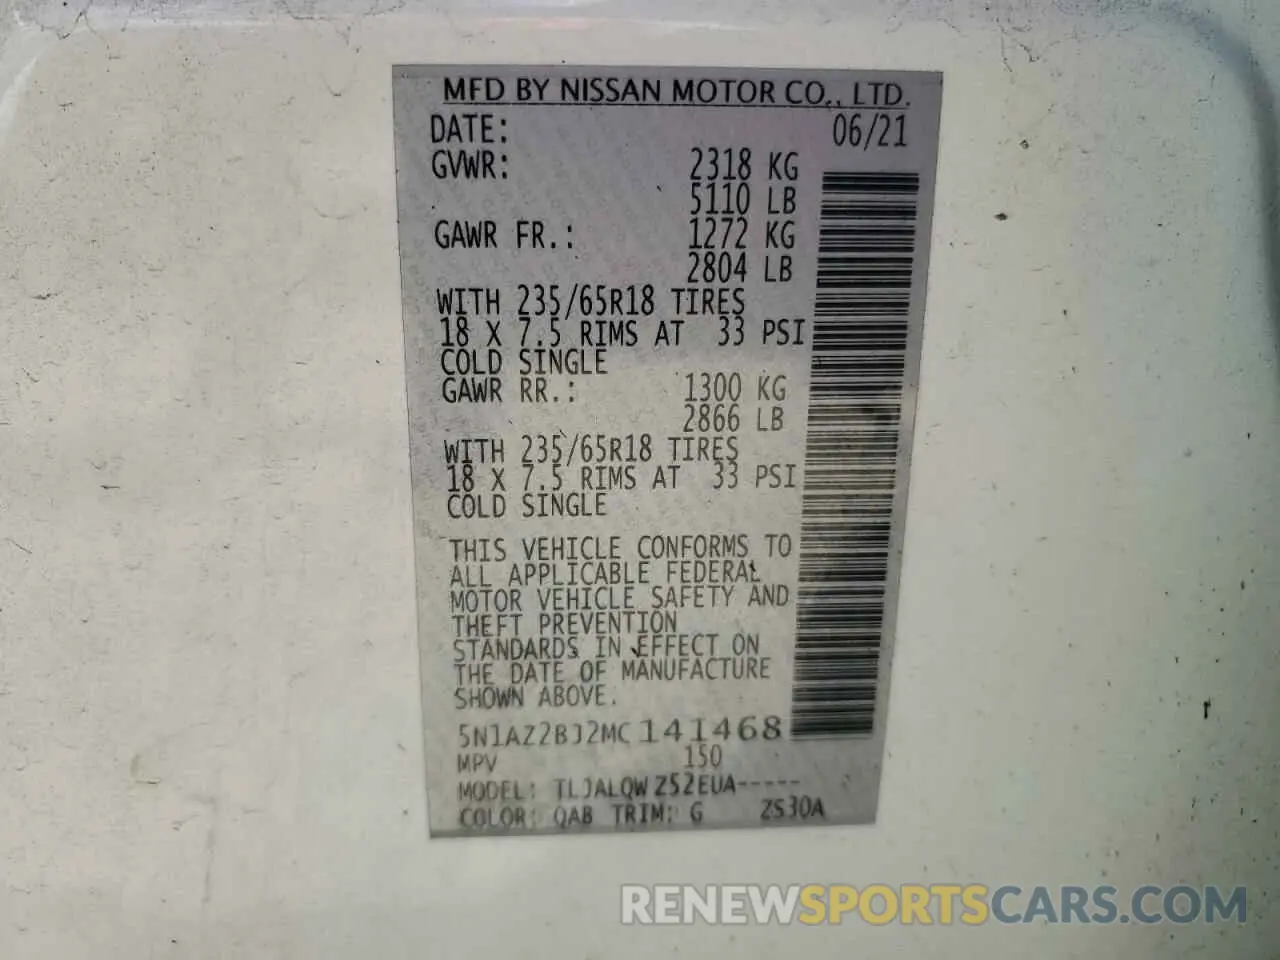 MFD BY NISSAN MOTOR CO., LTD.
DATE: 06/21
GVWR: 2318 KG
5110 LB
GAWR FR.: 1272 KG
2804 LB
WITH 235/65R18 TIRES
18 X 7.5 RIMS AT 33 PSI
COLD SINGLE
GAWR RR.: 1300 KG
2866 LB
WITH 235/65R18 TIRES
18 X 7.5 RIMS AT 33 PSI
COLD SINGLE
THIS VEHICLE CONFORMS TO
ALL APPLICABLE FEDERAL
MOTOR VEHICLE SAFETY AND
THEFT PREVENTION
STANDARDS IN EFFECT ON
THE DATE OF MANUFACTURE
SHOWN ABOVE.
5N1AZ2BJ2MC141468
MPV 150
MODEL: TLJALQW Z52EUA-----
COLOR: QAB TRIM: G ZS30A
RENEWSPORTSCARS.COM